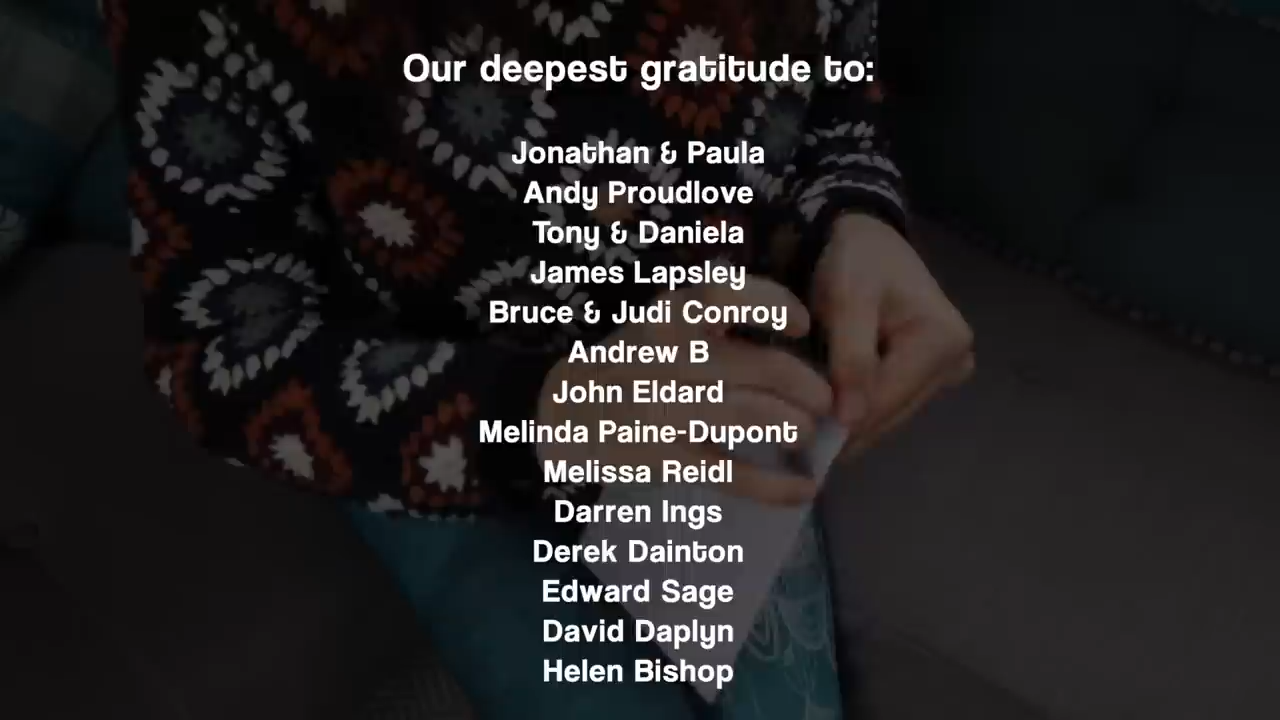 Our deepest gratitude to:
Jonathan & Paula
Andy Proudlove
Tony & Daniela
James Lapsley
Bruce & Judi Conroy
Andrew B
John Eldard
Melinda Paine-Dupont
Melissa Reidl
Darren Ings
Derek Dainton
Edward Sage
David Daplyn
Helen Bishop